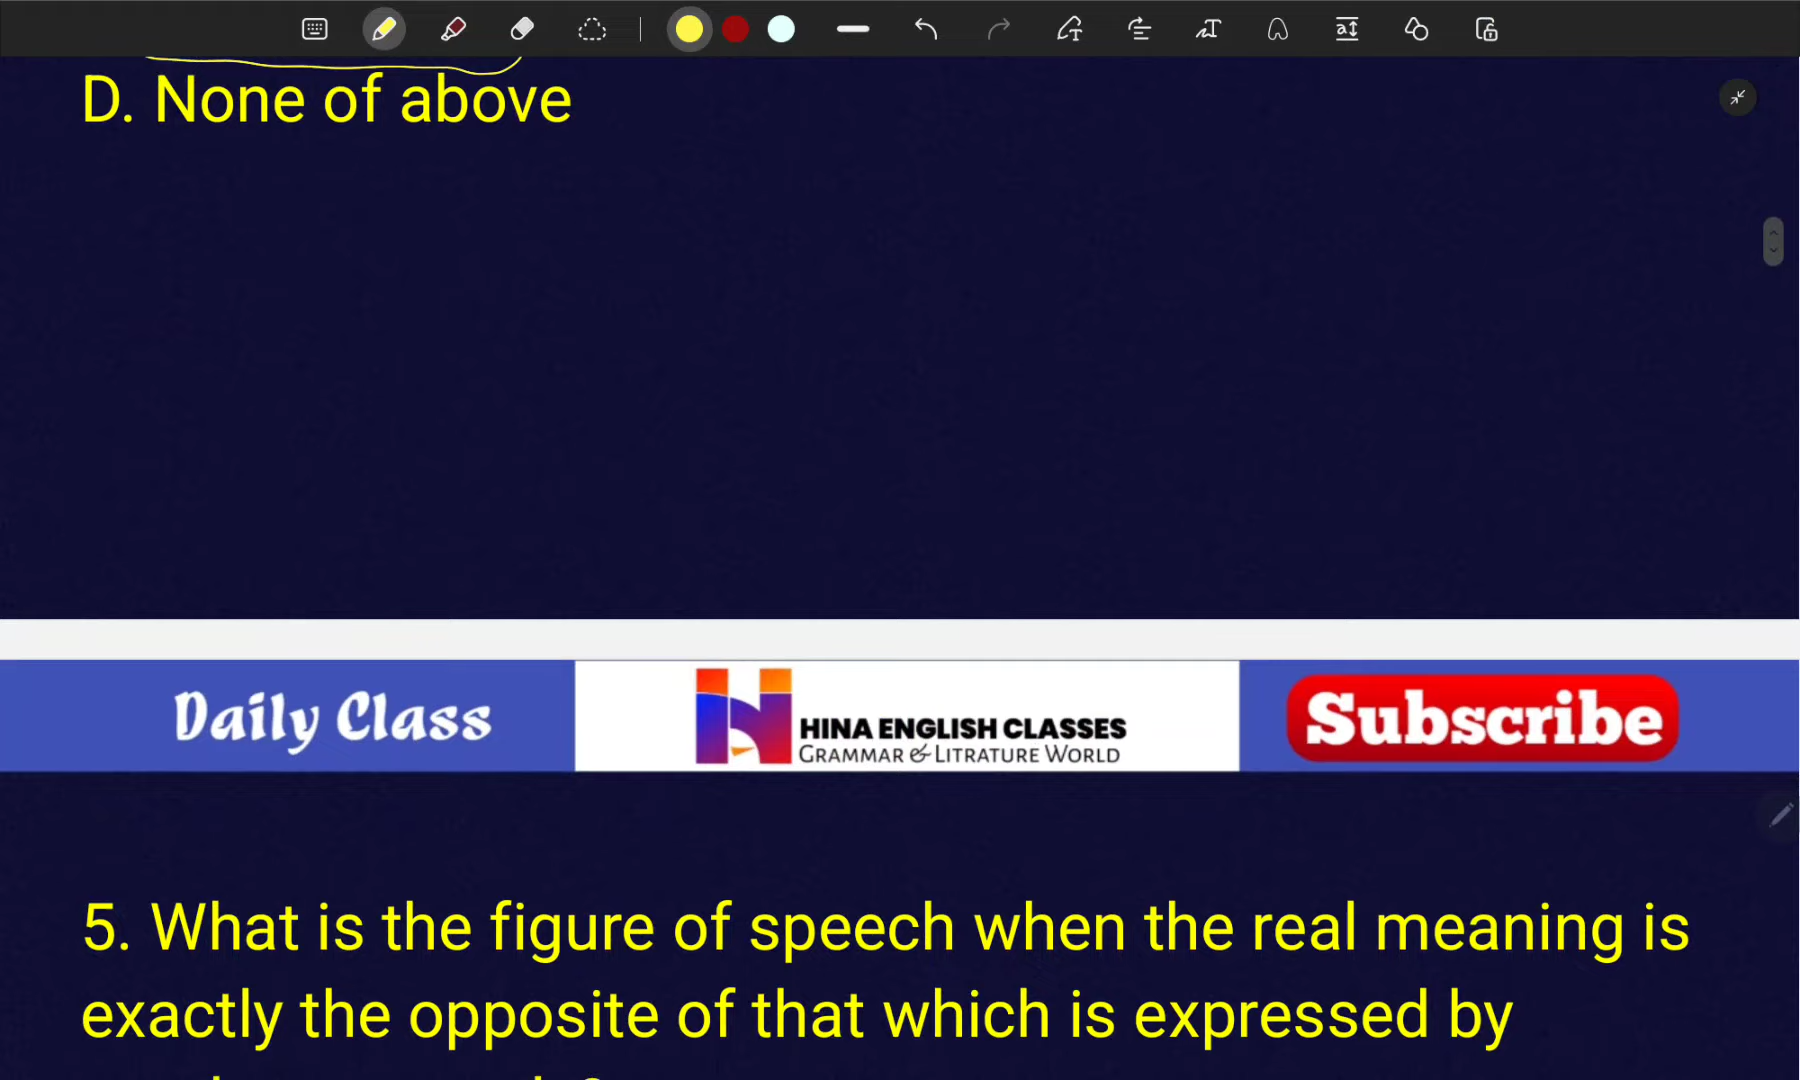 D. None of above
Daily Class
HINA ENGLISH CLASSES
GRAMMAR & LITRATURE WORLD
Subscribe
5. What is the figure of speech when the real meaning is
exactly the opposite of that which is expressed by